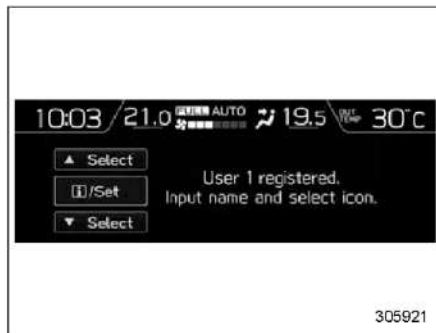 10:03 21.0 FULL AUTO 19.5 OUT TEMP 30°C
▲ Select
i/Set
▼ Select
User 1 registered.
Input name and select icon.
305921